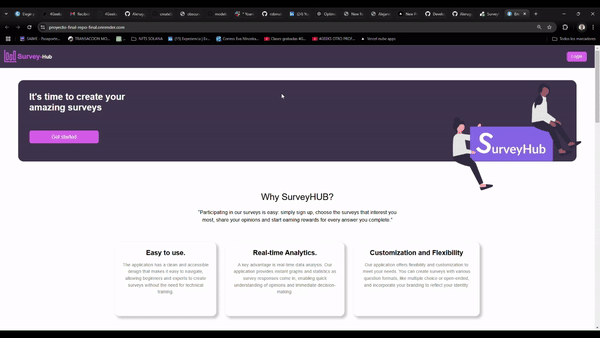 proyecto-final-repo-final.onrender.com
Survey-Hub
Login
It's time to create your
amazing surveys
Get started
SurveyHub
Why SurveyHUB?
"Participating in our surveys is easy: simply sign up, choose the surveys that interest you
most, share your opinions and start earning rewards for every answer you complete."
Easy to use.
The application has a clean and accessible
design that makes it easy to navigate,
allowing beginners and experts to create
surveys without the need for technical
training.
Real-time Analytics.
A key advantage is real-time data analysis. Our
application provides instant graphs and statistics as
survey responses come in, enabling quick
understanding of opinions and immediate decision-
making.
Customization and Flexibility
Our application offers flexibility and customization to
meet your needs. You can create surveys with various
question formats, like multiple choice or open-ended,
and incorporate your branding to reflect your identity.